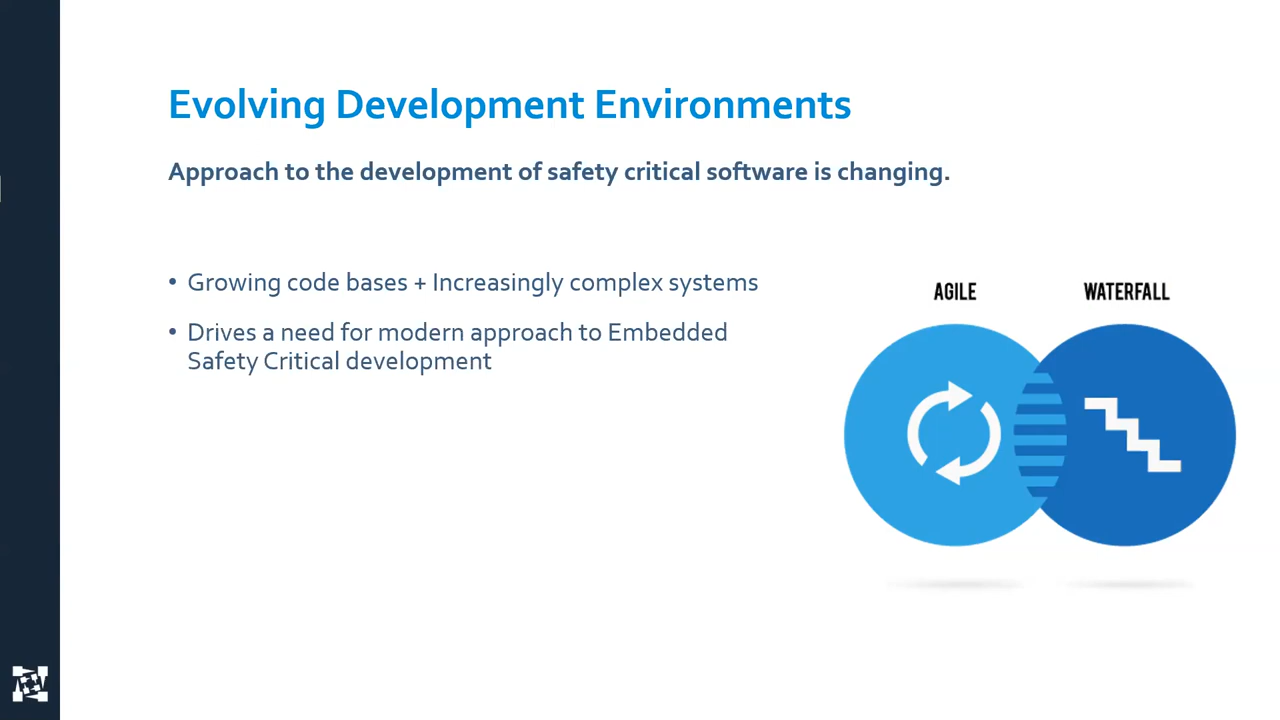 Evolving Development Environments
Approach to the development of safety critical software is changing.
• Growing code bases + Increasingly complex systems
• Drives a need for modern approach to Embedded
Safety Critical development
AGILE
WATERFALL